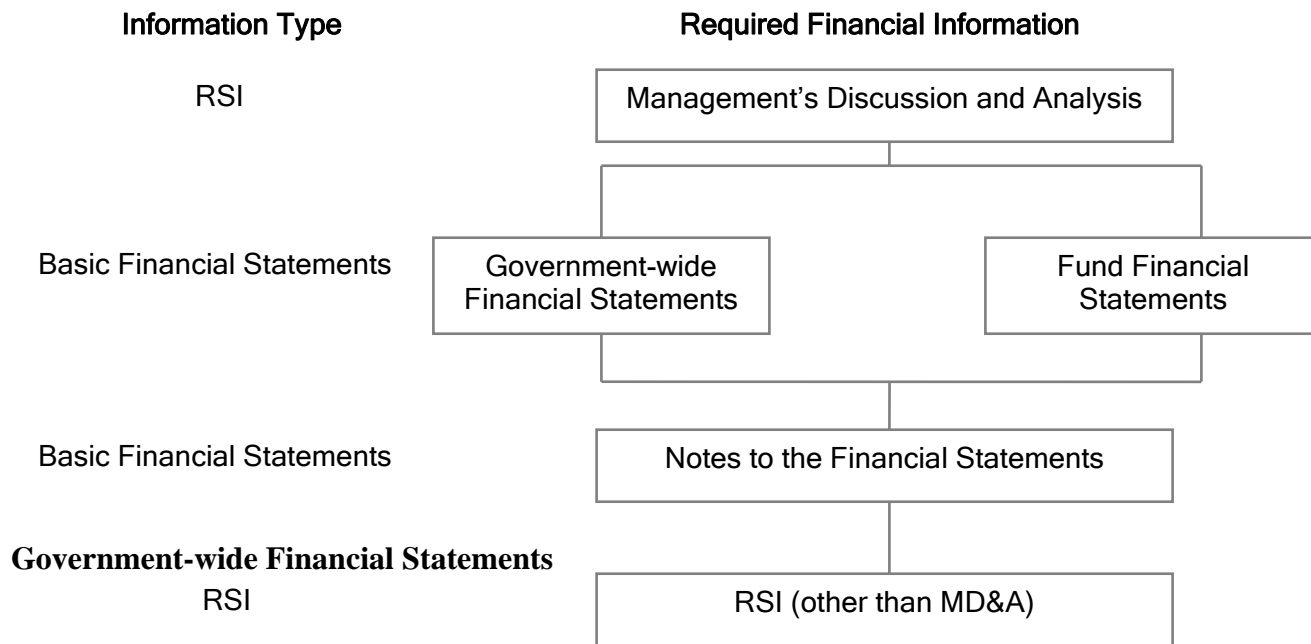 Information Type
Required Financial Information
RSI
Management’s Discussion and Analysis
Basic Financial Statements
Government-wide
Financial Statements
Fund Financial
Statements
Basic Financial Statements
Notes to the Financial Statements
Government-wide Financial Statements
RSI
RSI (other than MD&A)